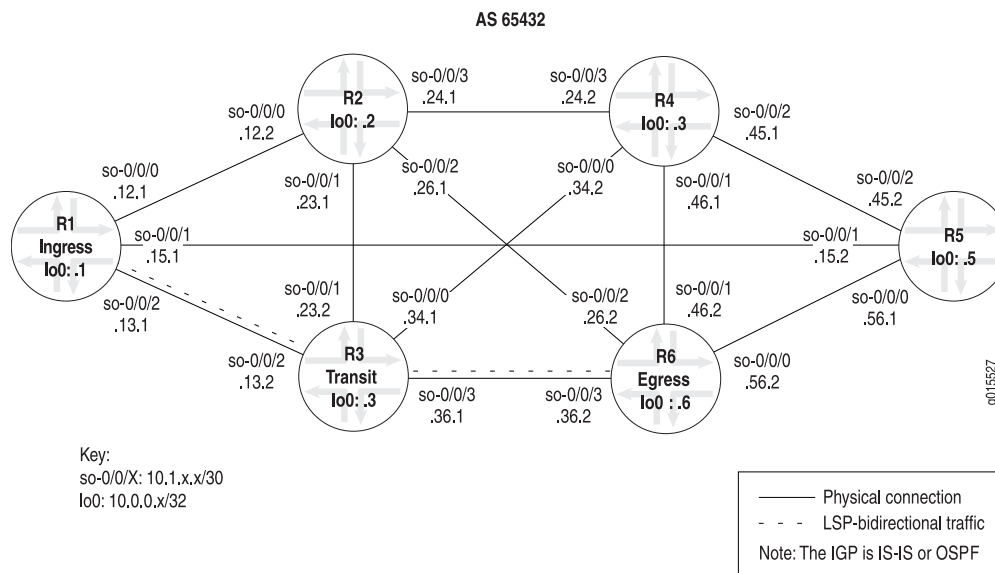 AS 65432
R2
lo0: .2
so-0/0/3
.24.1
so-0/0/3
.24.2
R4
lo0: .3
so-0/0/0
.12.2
so-0/0/2
.45.1
so-0/0/0
.12.1
so-0/0/1
.23.1
so-0/0/2
.26.1
so-0/0/0
.34.2
so-0/0/1
.46.1
so-0/0/2
.45.2
R1
Ingress
lo0: .1
so-0/0/1
.15.1
so-0/0/1
.15.2
R5
lo0: .5
so-0/0/2
.13.1
so-0/0/1
.23.2
so-0/0/0
.34.1
so-0/0/2
.26.2
so-0/0/1
.46.2
so-0/0/0
.56.1
so-0/0/2
.13.2
R3
Transit
lo0: .3
so-0/0/3
.36.1
so-0/0/3
.36.2
R6
Egress
lo0 : .6
so-0/0/0
.56.2
g015527
Key:
so-0/0/X: 10.1.x.x/30
lo0: 10.0.0.x/32
Physical connection
LSP-bidirectional traffic
Note: The IGP is IS-IS or OSPF